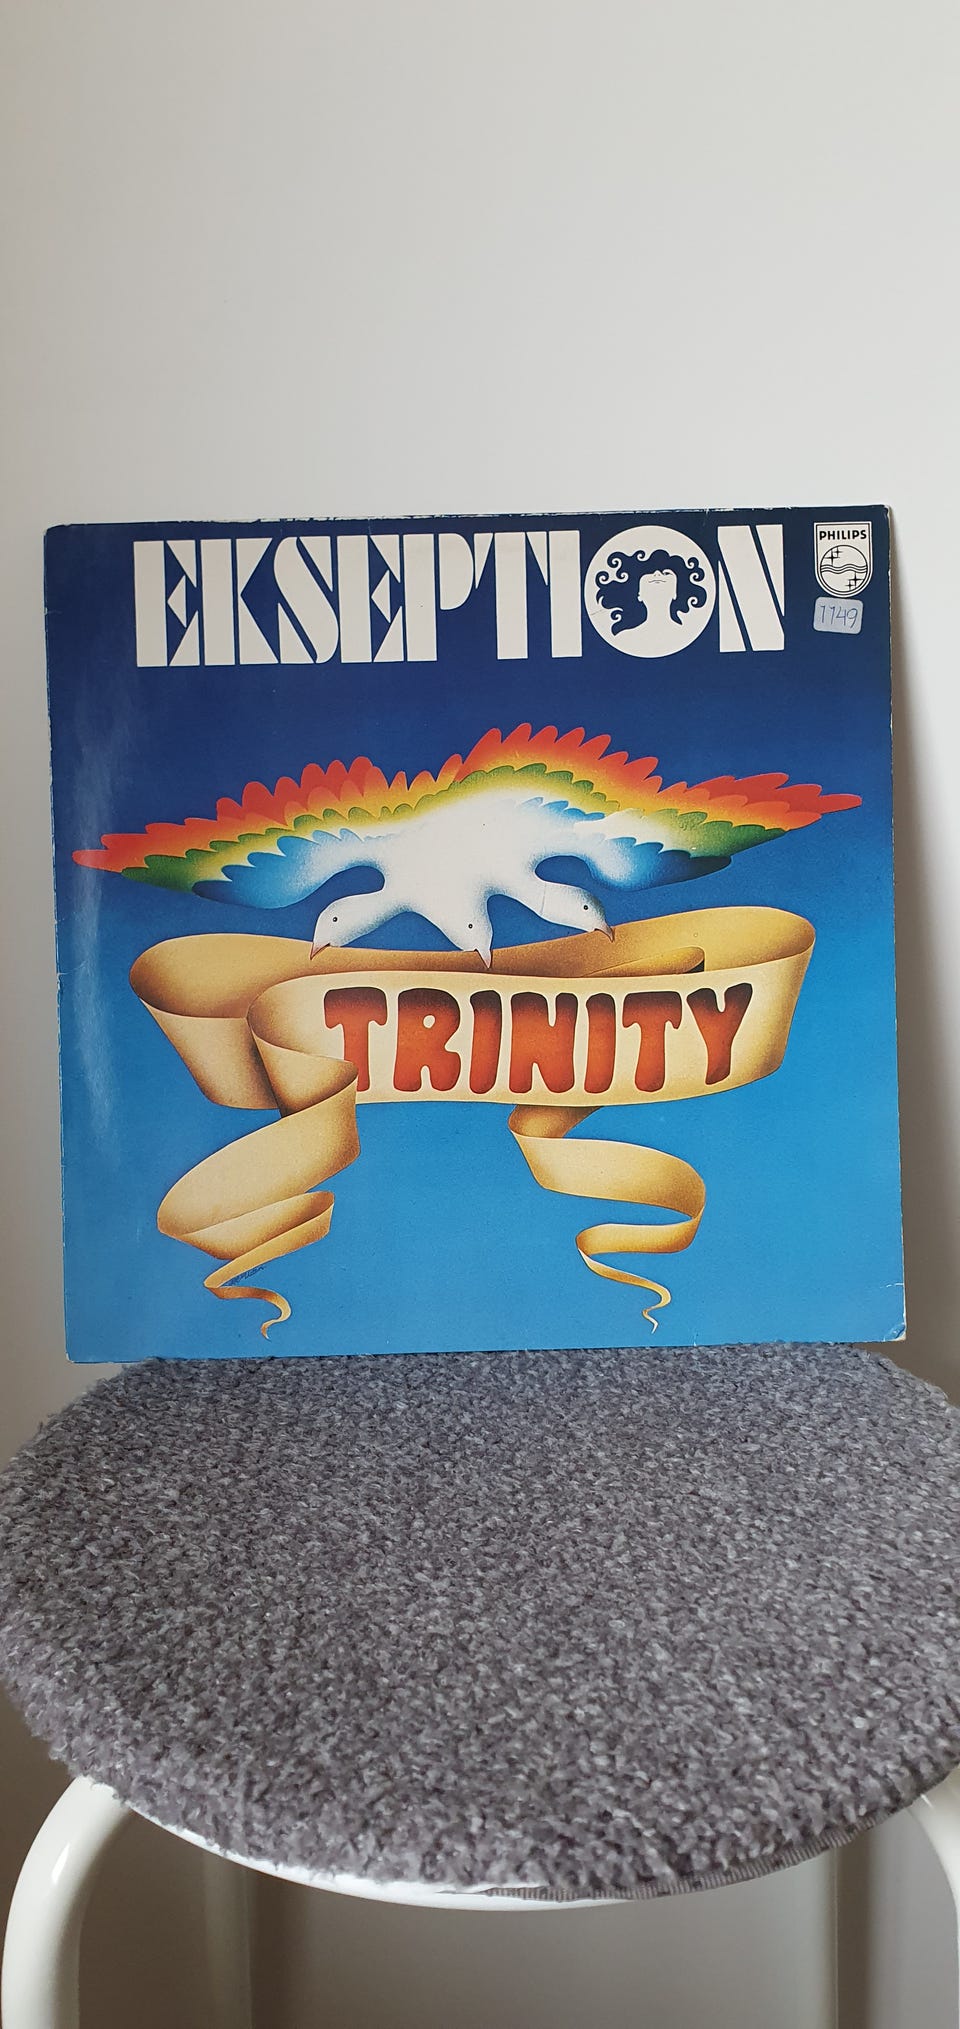 EKSEPTION
PHILIPS
1149
TRINITY